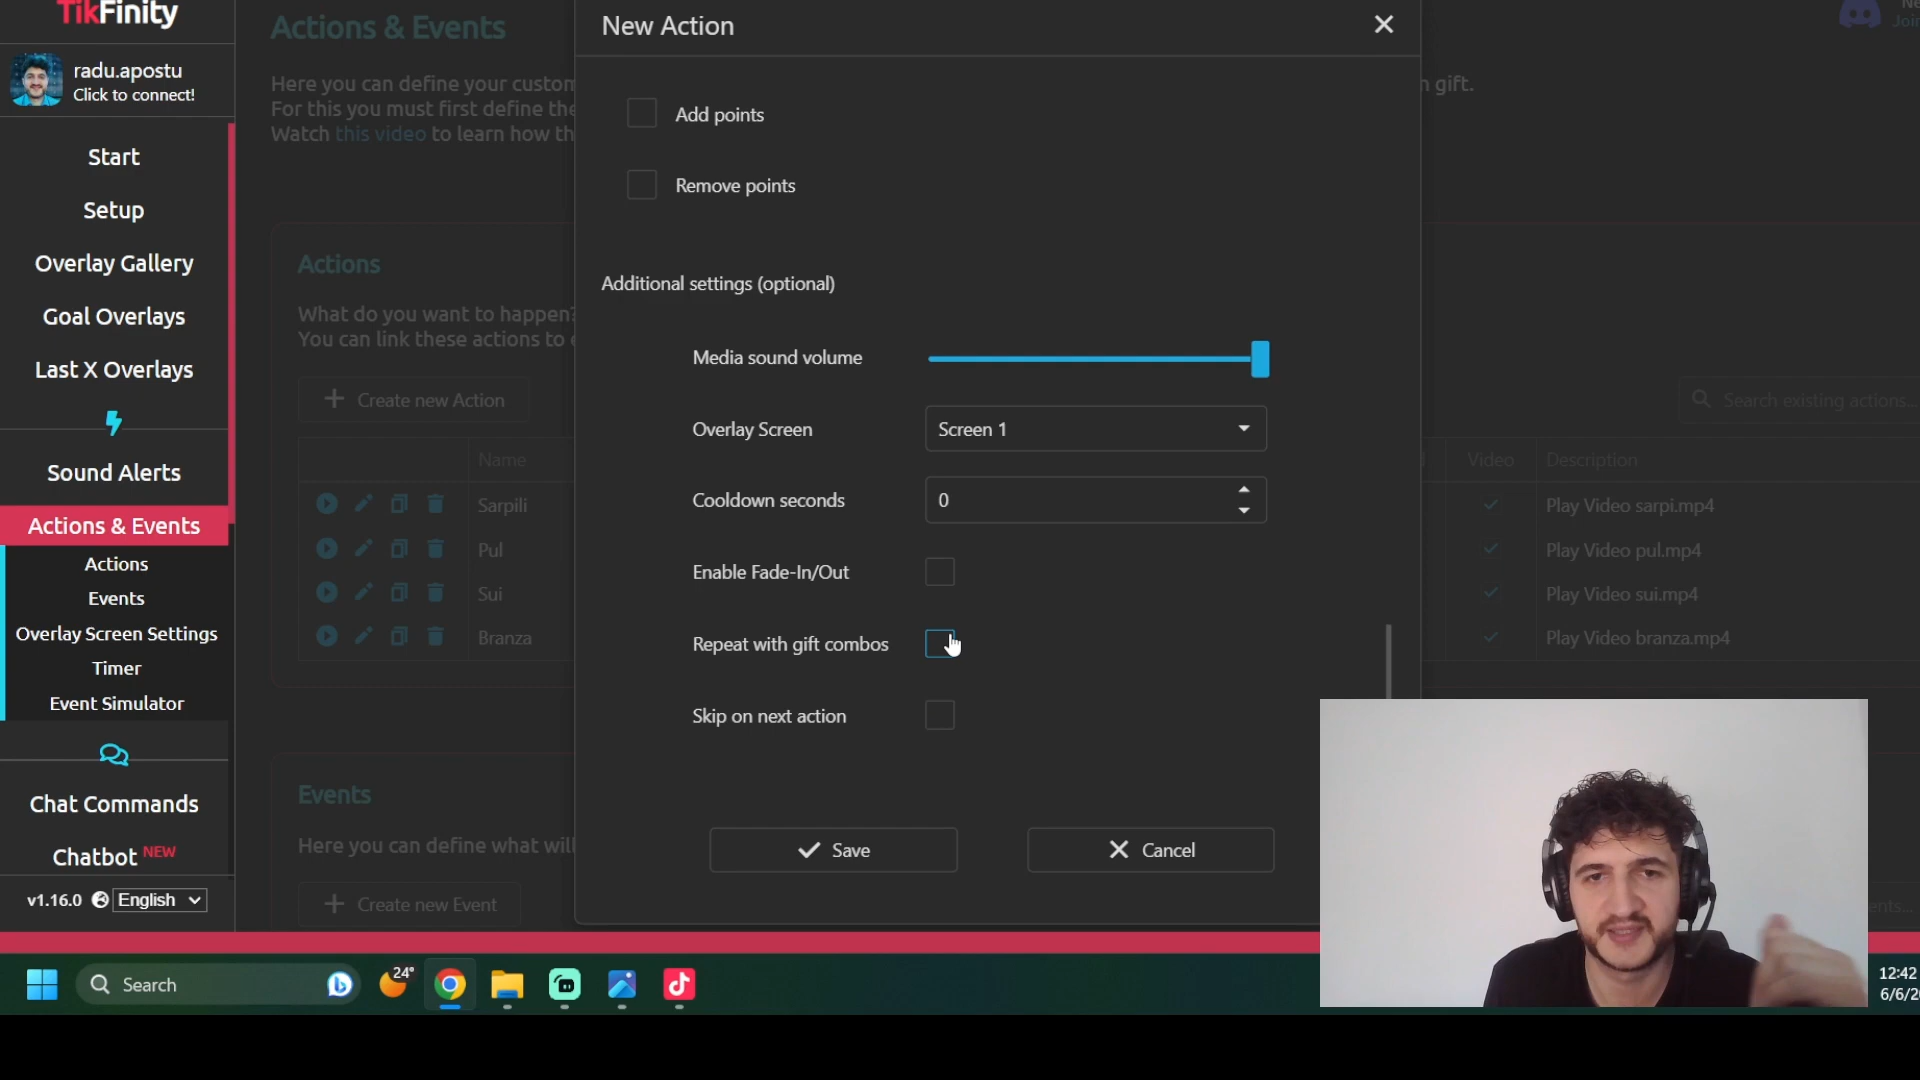 TikFinity
radu.apostu
Click to connect!
Start
Setup
Overlay Gallery
Goal Overlays
Last X Overlays
Sound Alerts
Actions & Events
Actions
Events
Overlay Screen Settings
Timer
Event Simulator
Chat Commands
Chatbot NEW
v1.16.0 English
Actions & Events
Here you can define your custom
For this you must first define the
Watch this video to learn how th
n gift.
Actions
What do you want to happen?
You can link these actions to e
Create new Action
Search existing actions...
Name
Video Description
Sarpili
Play Video sarpi.mp4
Pul
Play Video pul.mp4
Sui
Play Video sui.mp4
Branza
Play Video branza.mp4
Events
Here you can define what will
Create new Event
New Action
Add points
Remove points
Additional settings (optional)
Media sound volume
Overlay Screen Screen 1
Cooldown seconds 0
Enable Fade-In/Out
Repeat with gift combos
Skip on next action
Save Cancel
Search
24°
12:42
6/6/20